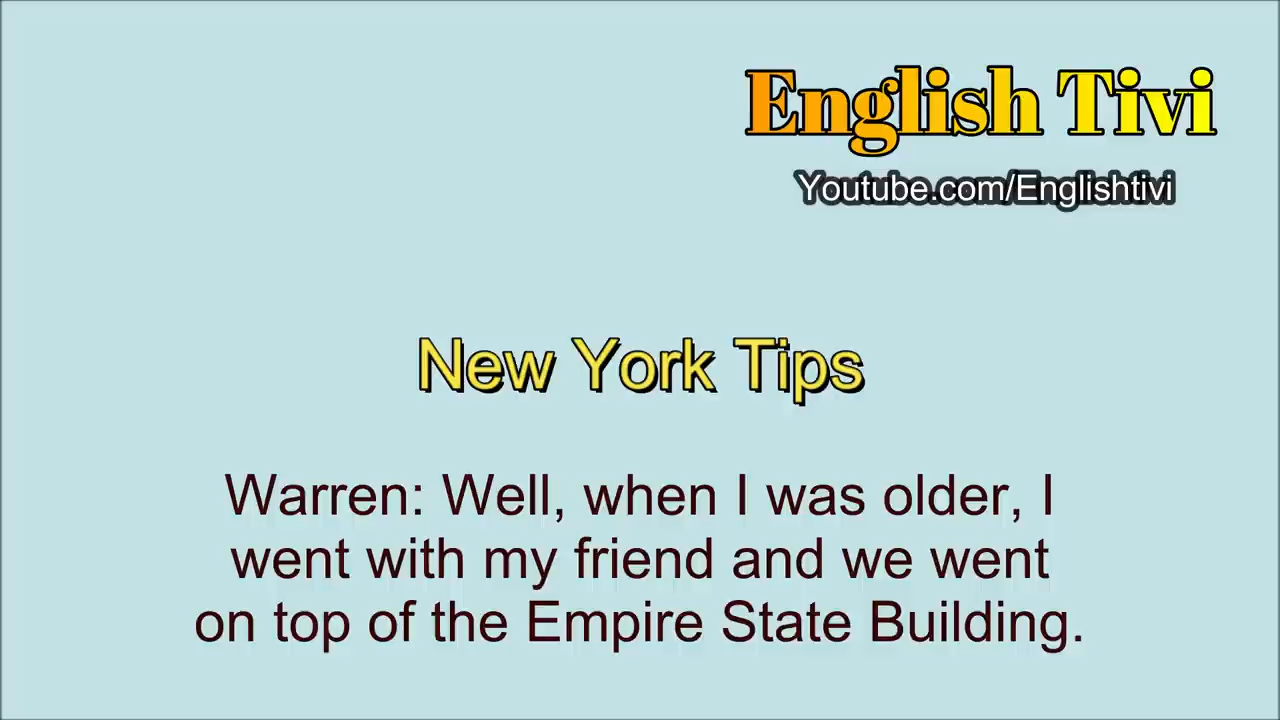 English Tivi
Youtube.com/Englishtivi
New York Tips
Warren: Well, when I was older, I
went with my friend and we went
on top of the Empire State Building.